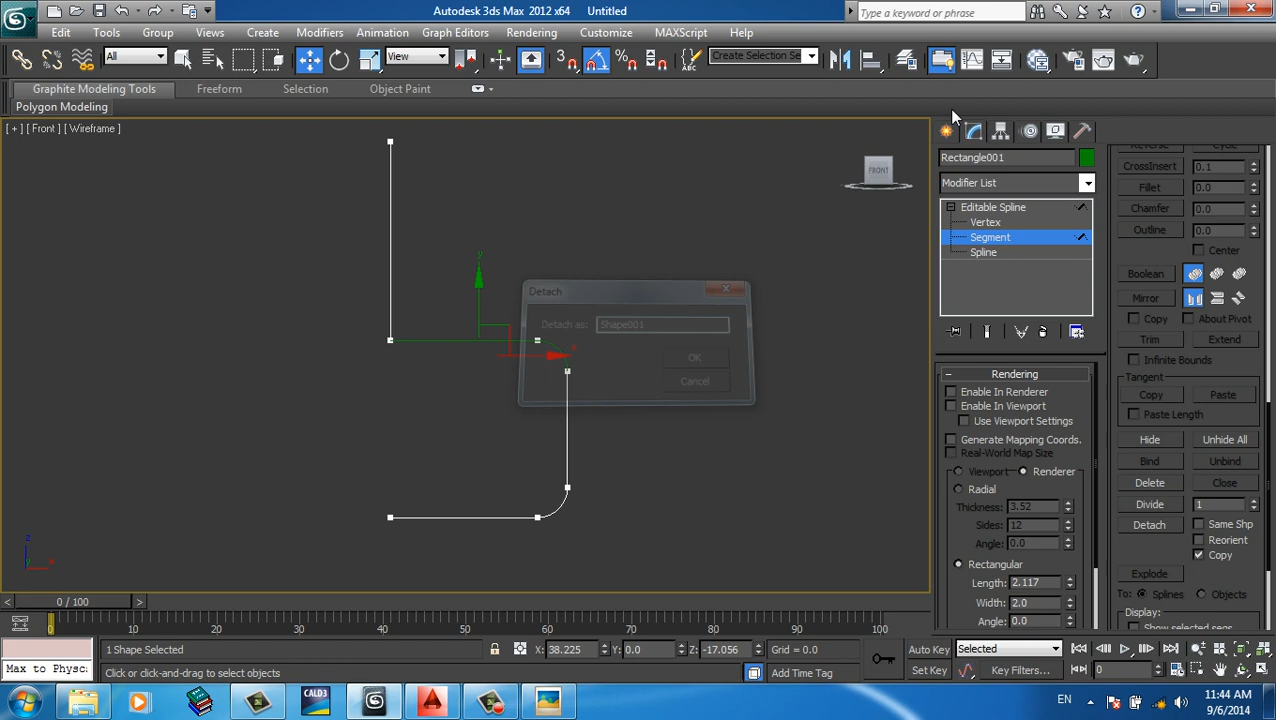 Autodesk 3ds Max 2012 x64 Untitled
Type a keyword or phrase
Edit Tools Group Views Create Modifiers Animation Graph Editors Rendering Customize MAXScript Help
All View 3 Create Selection Se
Graphite Modeling Tools Freeform Selection Object Paint
Polygon Modeling
[ + ] [ Front ] [ Wireframe ]
FRONT
y
x
z
x
Detach
Detach as: Shape001
OK
Cancel
Rectangle001
Modifier List
Editable Spline
Vertex
Segment
Spline
Rendering
Enable In Renderer
Enable In Viewport
Use Viewport Settings
Generate Mapping Coords.
Real-World Map Size
Viewport Renderer
Radial
Thickness: 3.52
Sides: 12
Angle: 0.0
Rectangular
Length: 2.117
Width: 2.0
Angle: 0.0
Reverse Cycle
CrossInsert 0.1
Fillet 0.0
Chamfer 0.0
Outline 0.0
Center
Boolean
Mirror
Copy About Pivot
Trim Extend
Infinite Bounds
Tangent
Copy Paste
Paste Length
Hide Unhide All
Bind Unbind
Delete Close
Divide 1
Detach Same Shp
Reorient
Copy
Explode
To: Splines Objects
Display:
Show selected segs
0 / 100
0 10 20 30 40 50 60 70 80 90 100
1 Shape Selected X: 38.225 Y: 0.0 Z: -17.056 Grid = 0.0 Auto Key Selected
Max to Physc Click or click-and-drag to select objects Add Time Tag Set Key Key Filters... 0
CALD3 EN 11:44 AM
9/6/2014